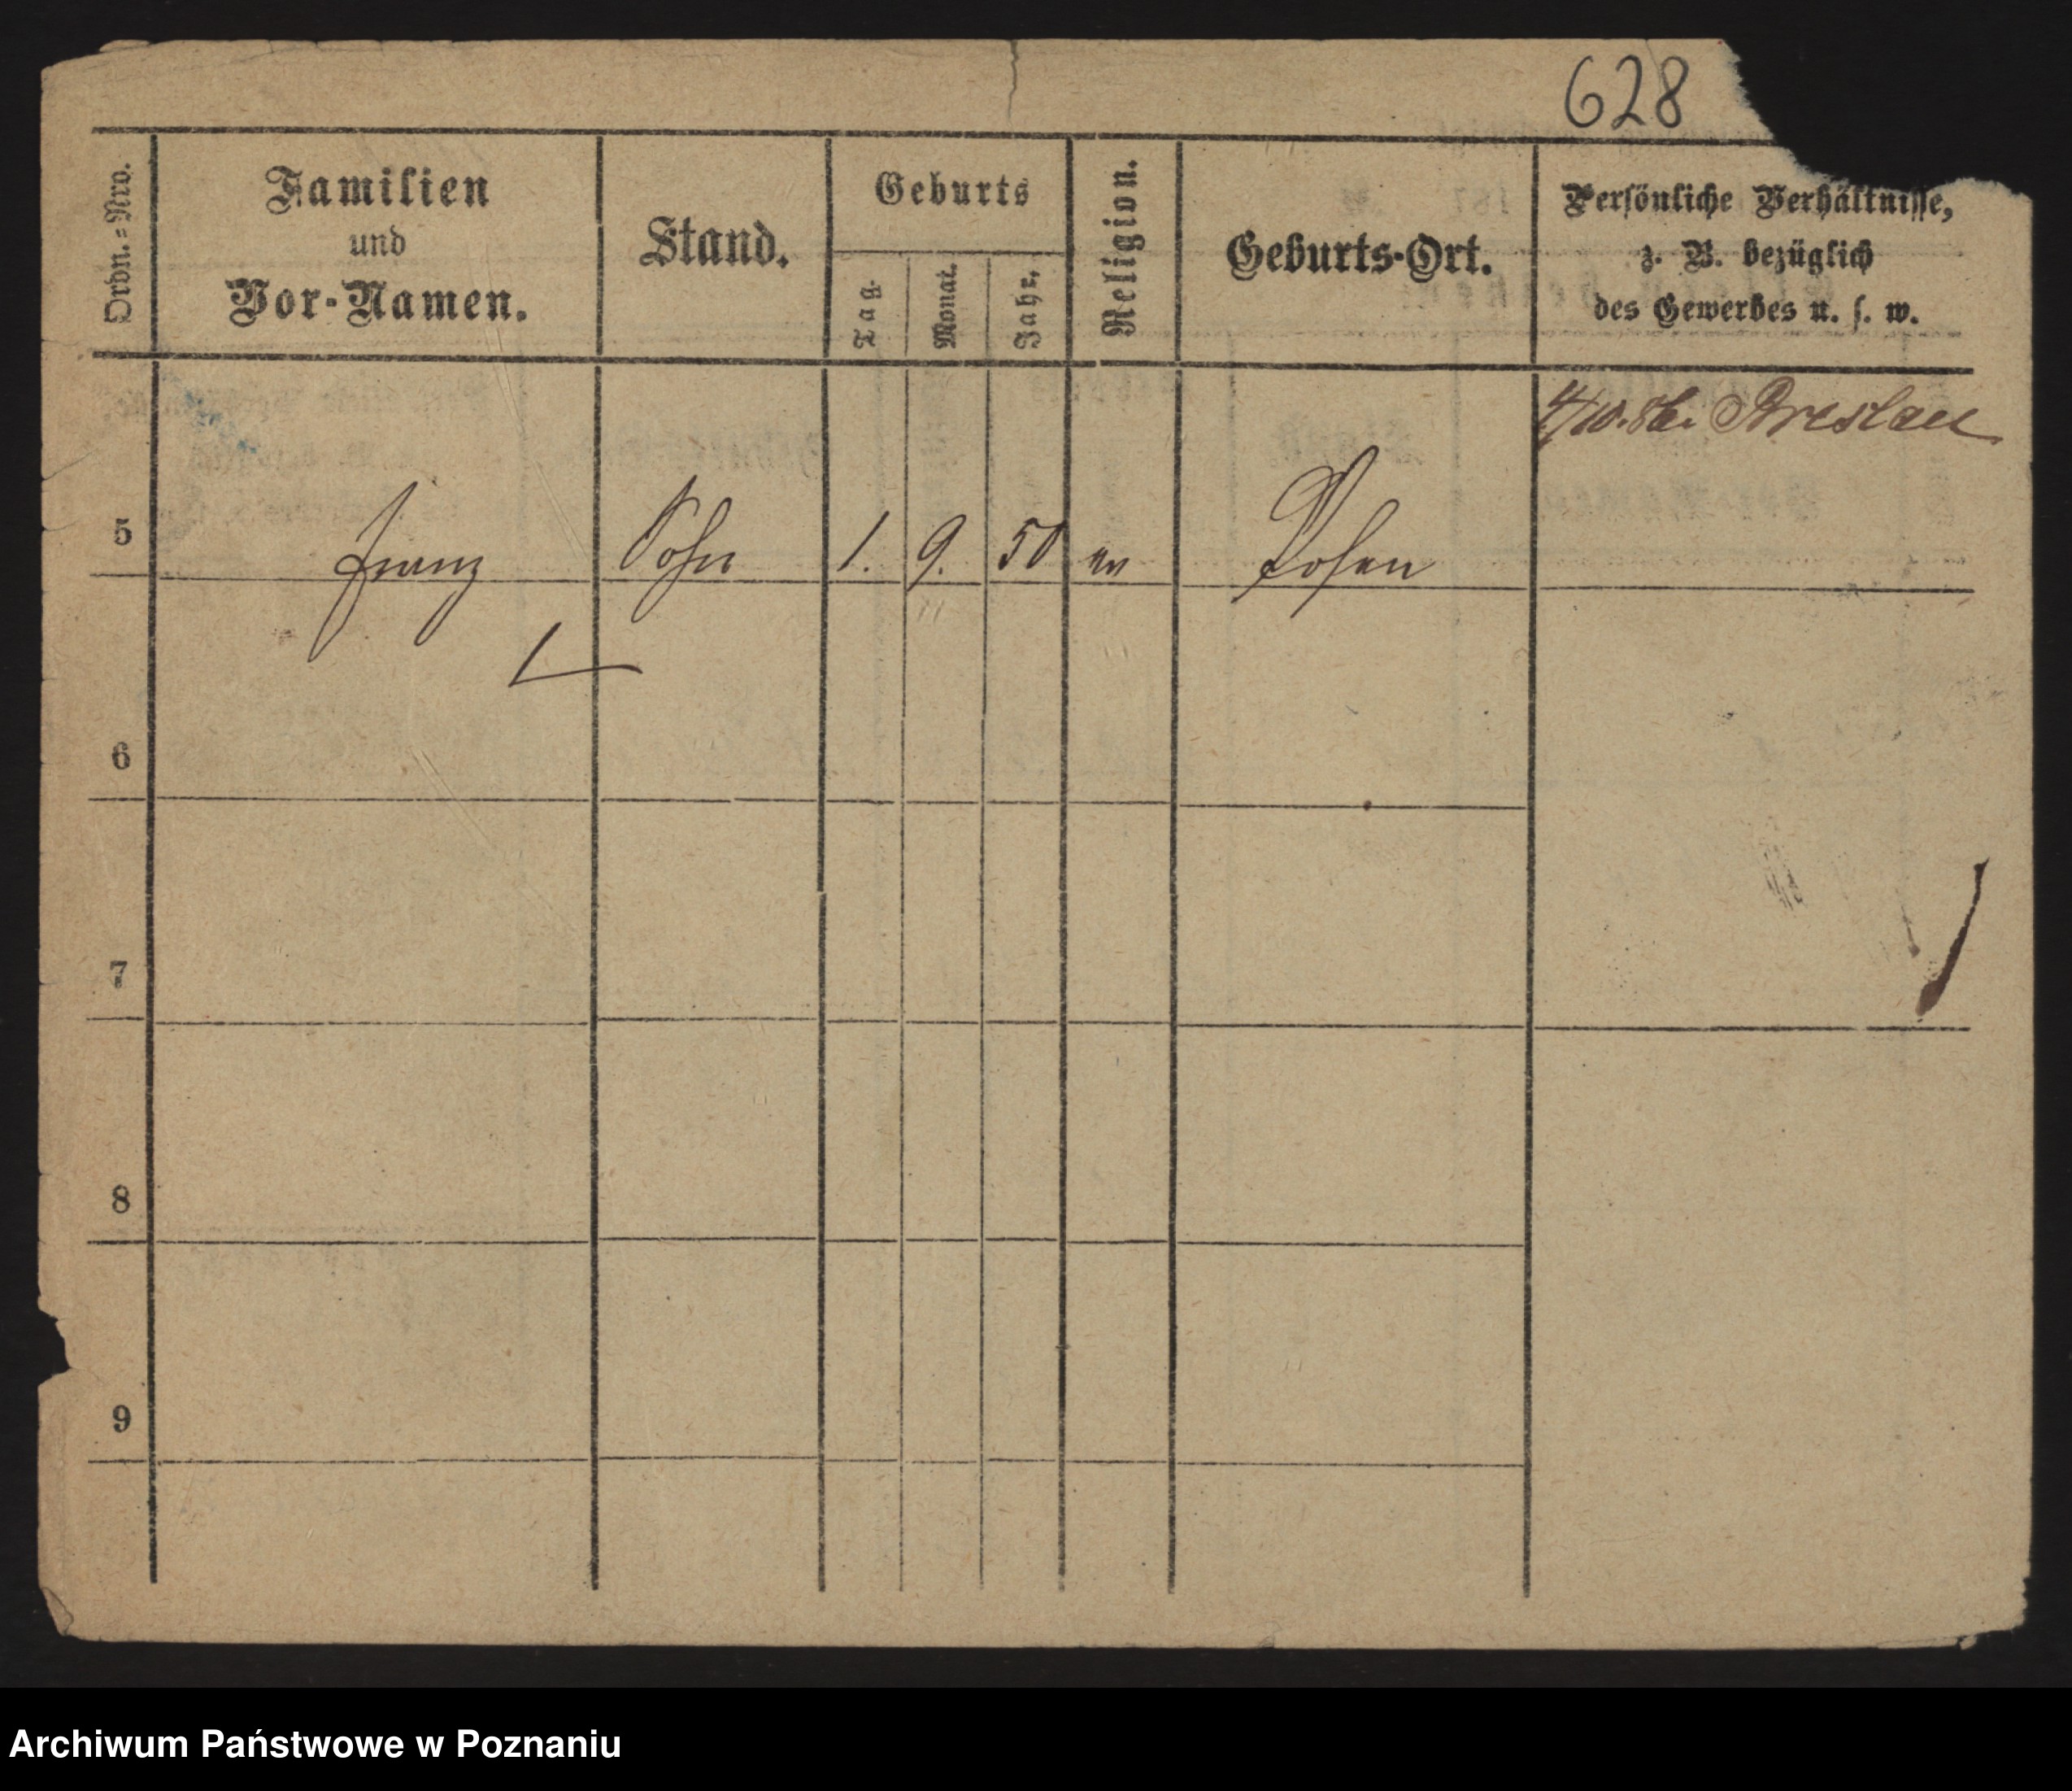 628
Ordn.-Nro.
Familien
und
Vor-Namen.
Stand.
Geburts
Tag.
Monat.
Jahr.
Religion.
Geburts-Ort.
Persönliche Verhältnisse,
z. B. bezüglich
des Gewerbes u. s. w.
Breslau
5 Franz Sohn 1. 9. 50 ev Posen
6
7
8
9
Archiwum Państwowe w Poznaniu